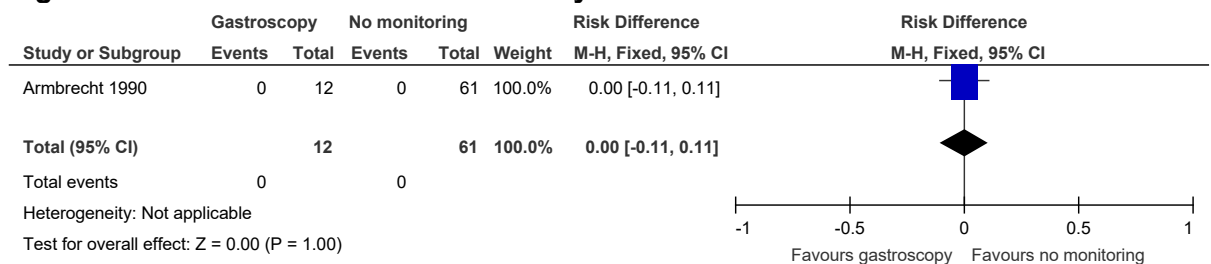 Gastroscopy No monitoring Risk Difference Risk Difference
Study or Subgroup Events Total Events Total Weight M-H, Fixed, 95% CI M-H, Fixed, 95% CI
Armbrecht 1990 0 12 0 61 100.0% 0.00 [-0.11, 0.11]
Total (95% CI) 12 61 100.0% 0.00 [-0.11, 0.11]
Total events 0 0
Heterogeneity: Not applicable
Test for overall effect: Z = 0.00 (P = 1.00)
-1 -0.5 0 0.5 1
Favours gastroscopy Favours no monitoring